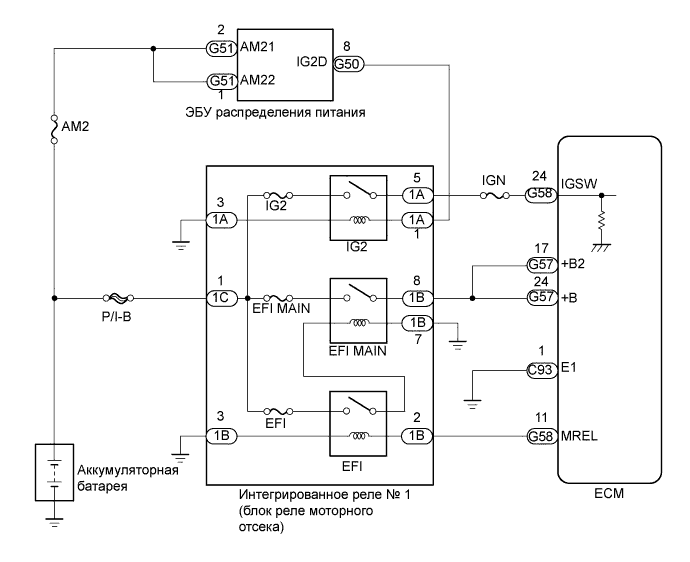 2
G51 AM21
8
IG2D G50
G51 AM22
1
ЭБУ распределения питания
AM2
5
IGN
24
IG2
1A
G58 IGSW
3
1A
1A
IG2
1
17
G57 +B2
1
8
24
1C
EFI MAIN
1B
G57 +B
P/I-B
1B
EFI MAIN
7
1
C93 E1
3
EFI
2
11
1B
1B
G58 MREL
EFI
Аккумуляторная
батарея
Интегрированное реле № 1
(блок реле моторного
отсека)
ECM